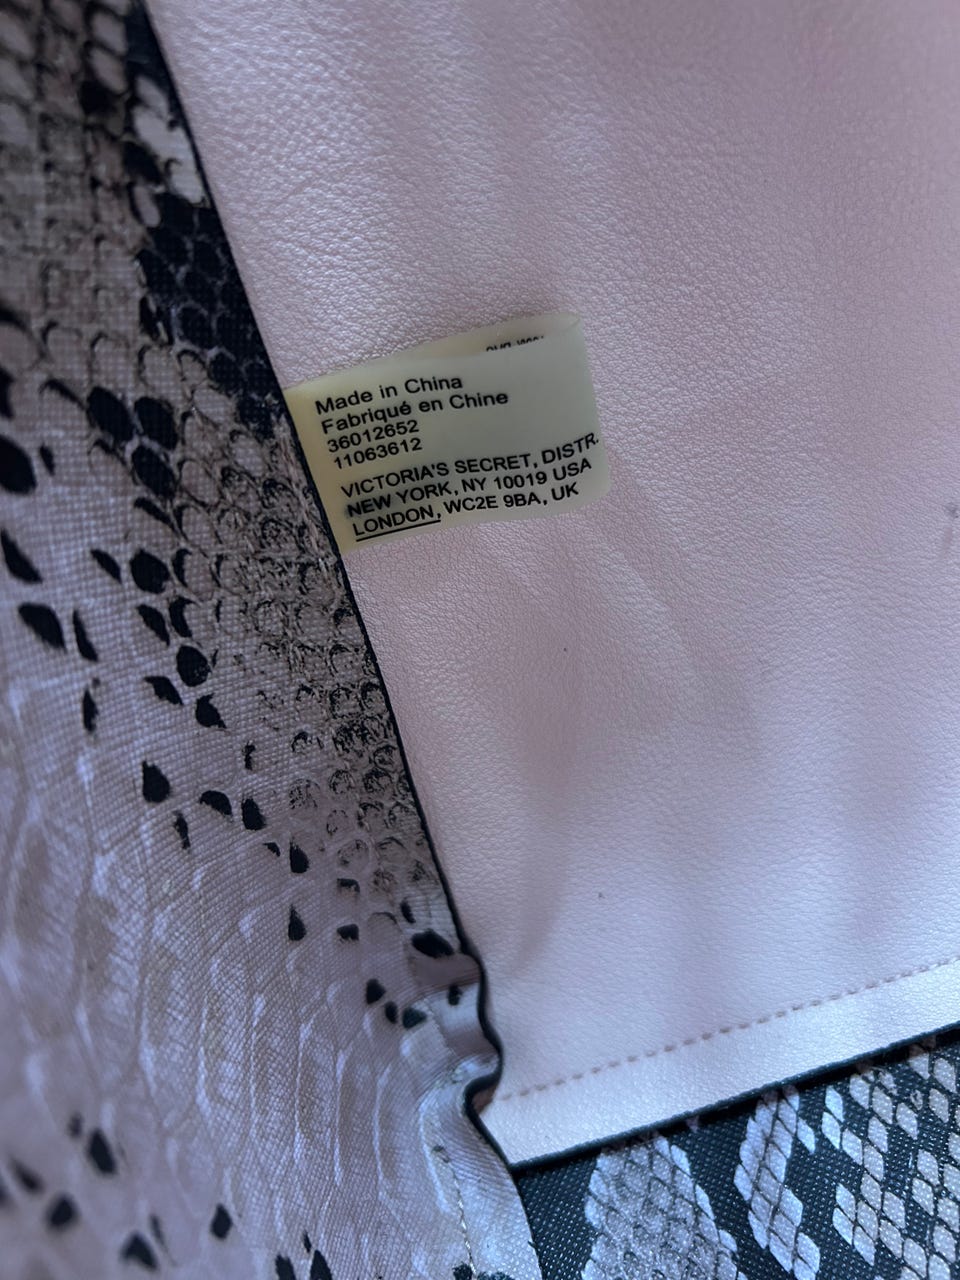 Made in China
Fabriqué en Chine
36012652
11063612
VICTORIA'S SECRET, DISTR.
NEW YORK, NY 10019 USA
LONDON, WC2E 9BA, UK